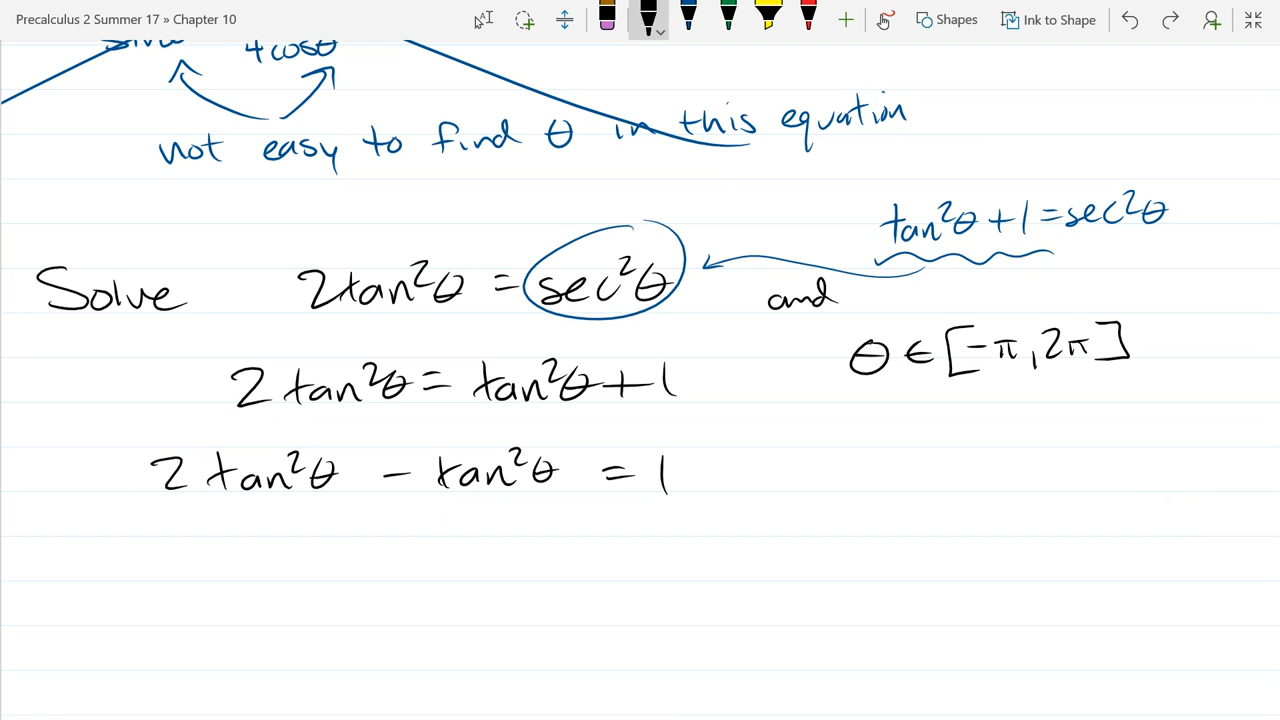 Precalculus 2 Summer 17 » Chapter 10
Shapes
Ink to Shape
4cosθ
not easy to find θ in this equation
tan²θ + 1 = sec²θ
Solve 2tan²θ = sec²θ and
θ ∈ [-π, 2π]
2 tan²θ = tan²θ + 1
2 tan²θ - tan²θ = 1